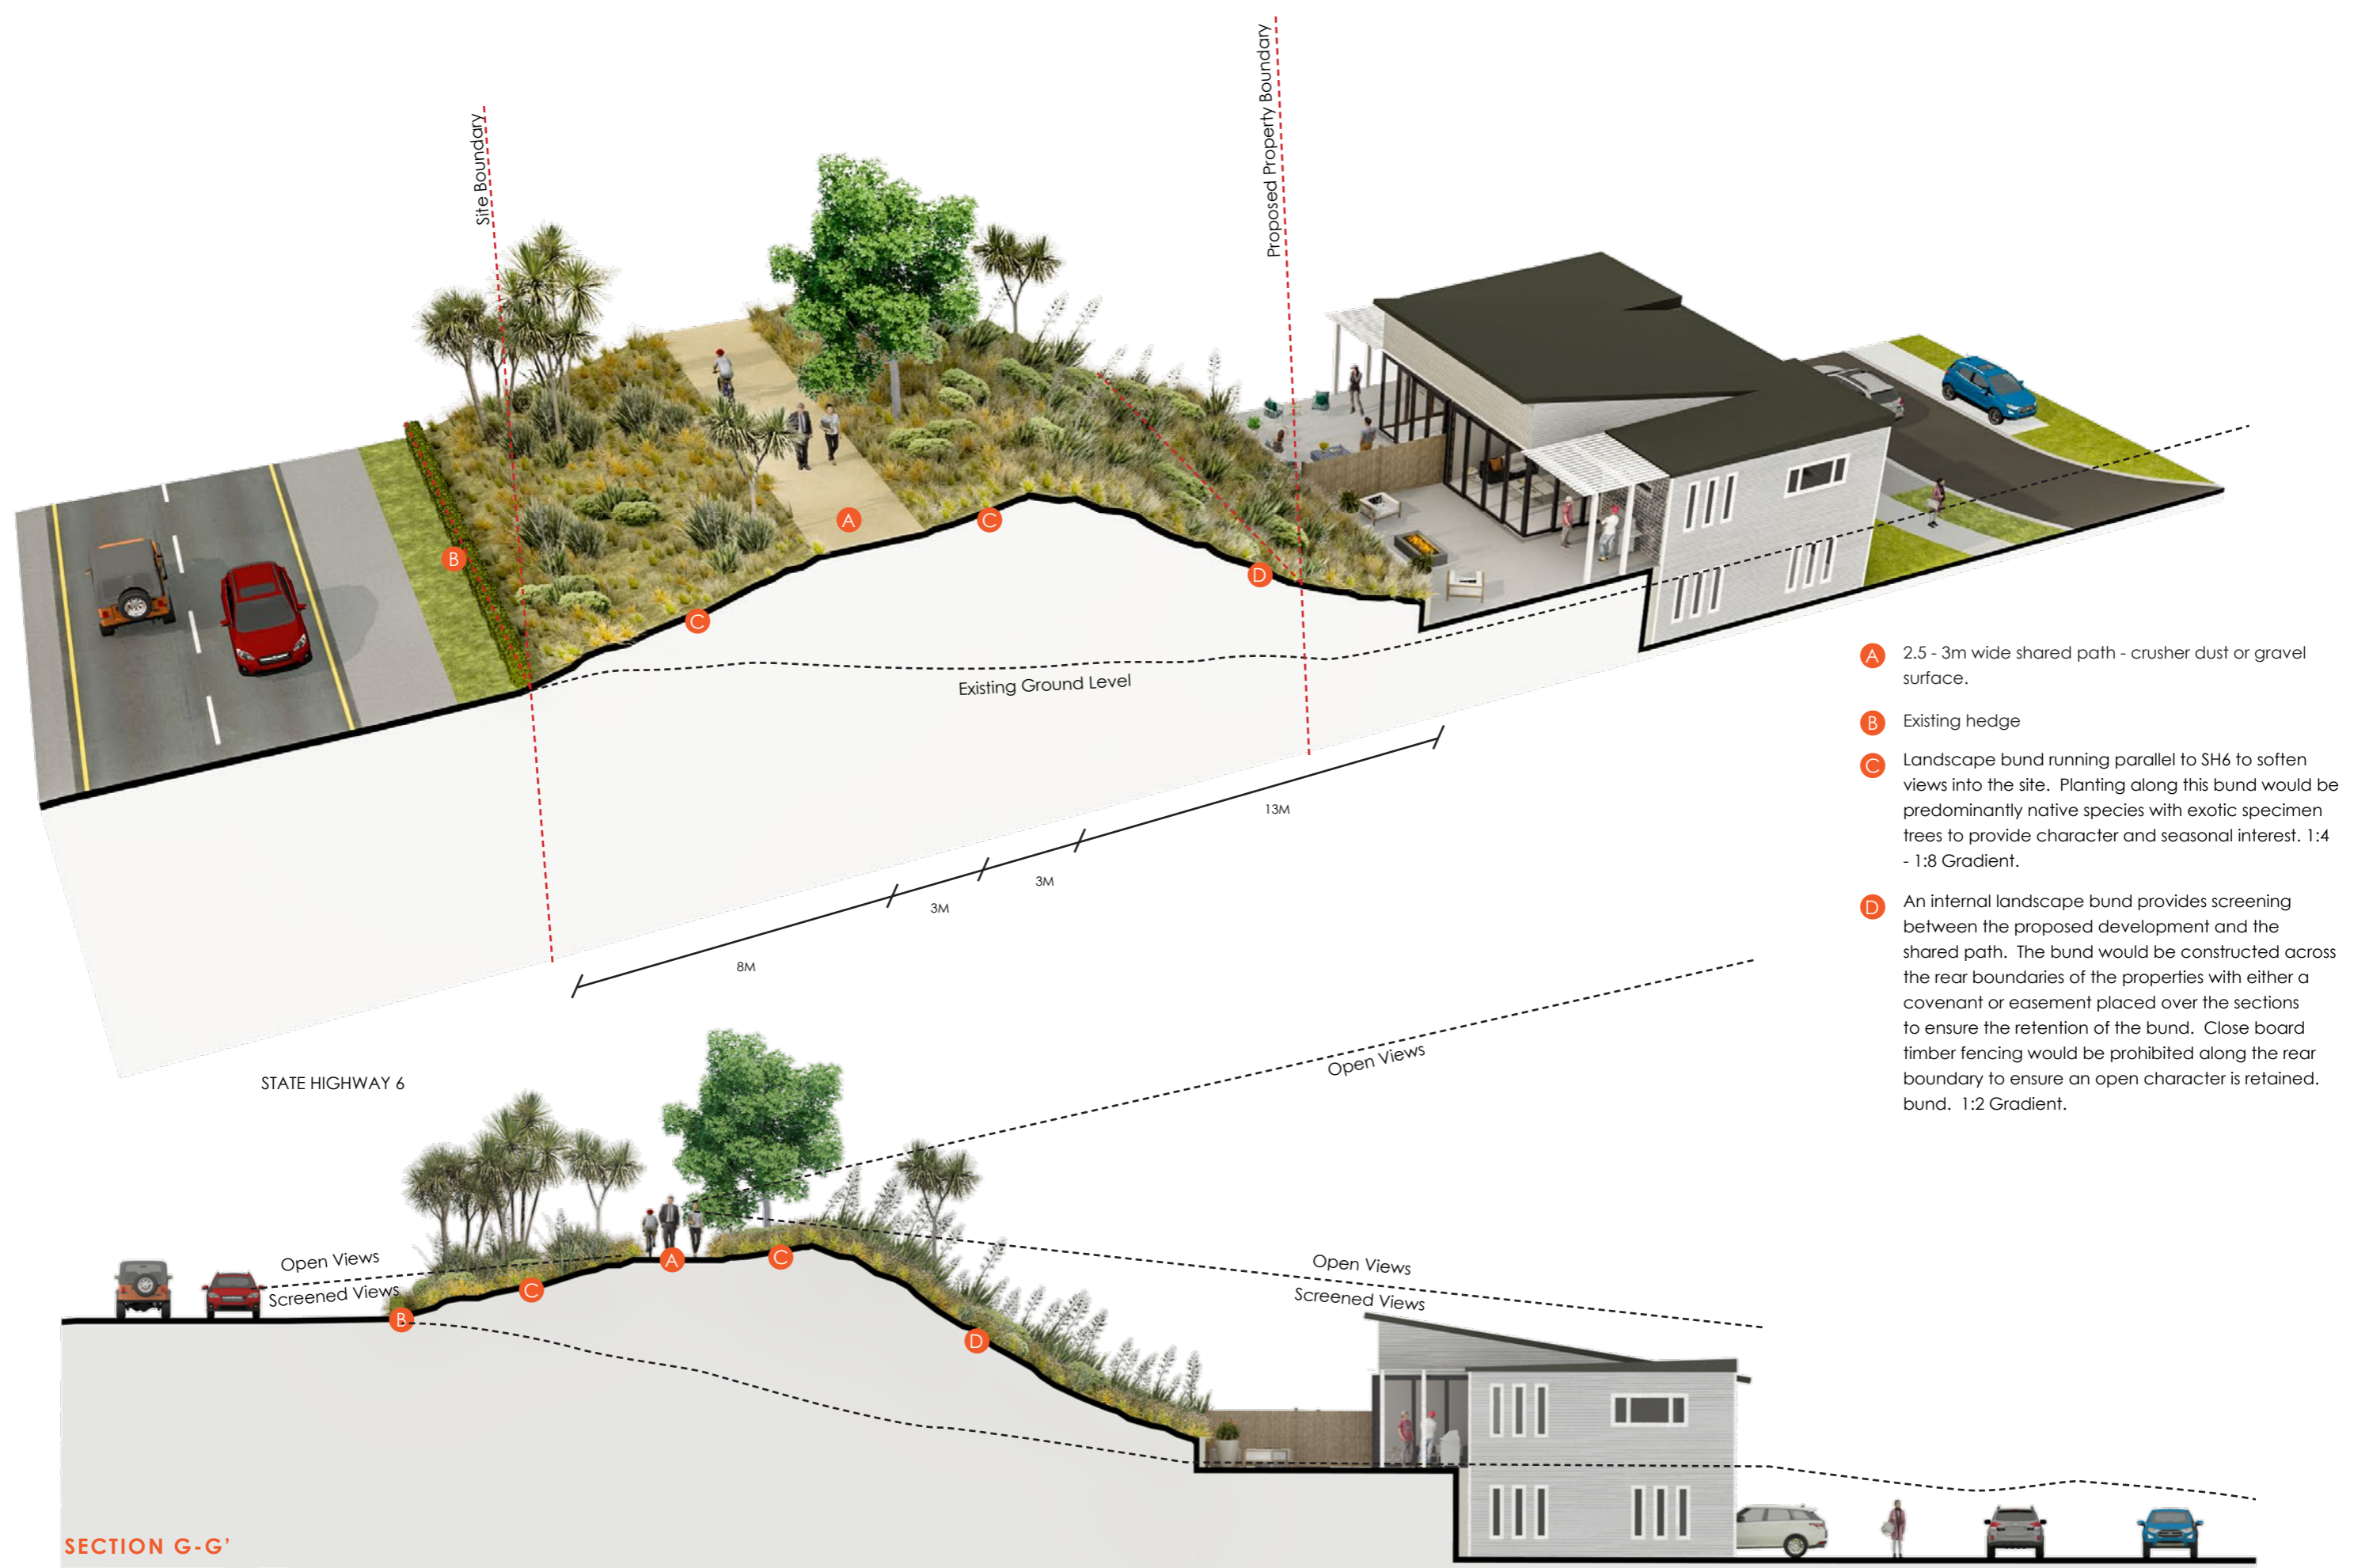 Site Boundary
Proposed Property Boundary
A
B
C
C
D
Existing Ground Level
8M
3M
3M
13M
A 2.5 - 3m wide shared path - crusher dust or gravel
surface.
B Existing hedge
C Landscape bund running parallel to SH6 to soften
views into the site. Planting along this bund would be
predominantly native species with exotic specimen
trees to provide character and seasonal interest. 1:4
- 1:8 Gradient.
D An internal landscape bund provides screening
between the proposed development and the
shared path. The bund would be constructed across
the rear boundaries of the properties with either a
covenant or easement placed over the sections
to ensure the retention of the bund. Close board
timber fencing would be prohibited along the rear
boundary to ensure an open character is retained.
bund. 1:2 Gradient.
STATE HIGHWAY 6
Open Views
Open Views
Screened Views
Open Views
Screened Views
B
C
A
C
D
SECTION G-G'